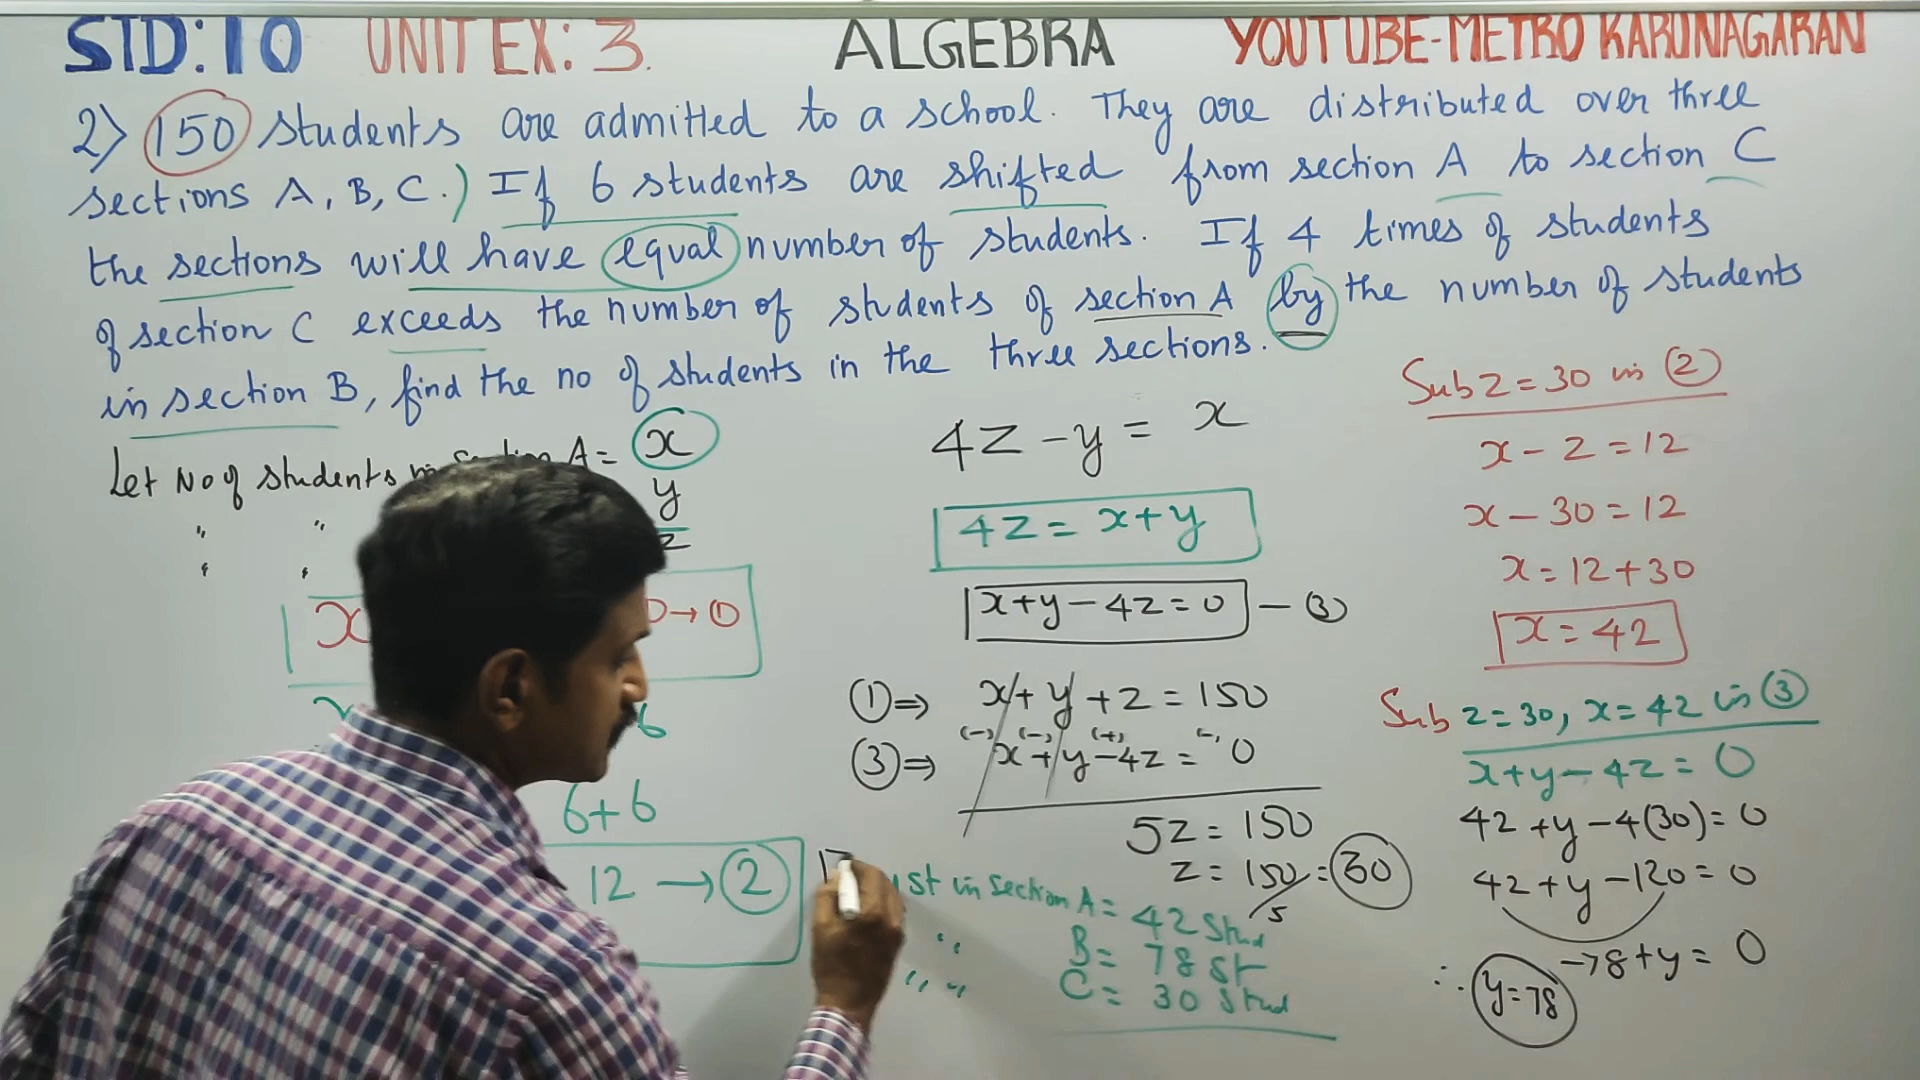 STD: 10 UNIT EX: 3. ALGEBRA YOUTUBE-METRO KARUNAGARAN
2) 150 students are admitted to a school. They are distributed over three
sections A, B, C.) If 6 students are shifted from section A to section C
the sections will have equal number of students. If 4 times of students
of section C exceeds the number of students of section A by the number of students
in section B, find the no of students in the three sections.
Let No of students in section A = x
" " y
" " z
x 0 → ①
6
6+6
12 → ②
4z - y = x
4z = x+y
x+y-4z=0 - ③
① ⇒ x+y+z = 150
(-) (-) (+) (-)
③ ⇒ x+y-4z = 0
5z = 150
z = 150/5 = 30
st in section A = 42 Stud
" B = 78 St
" " C = 30 Stud
Sub z=30 in ②
x - z = 12
x - 30 = 12
x = 12+30
x = 42
Sub z=30, x=42 in ③
x+y-4z = 0
42+y-4(30)=0
42+y-120=0
-78+y = 0
∴ y=78